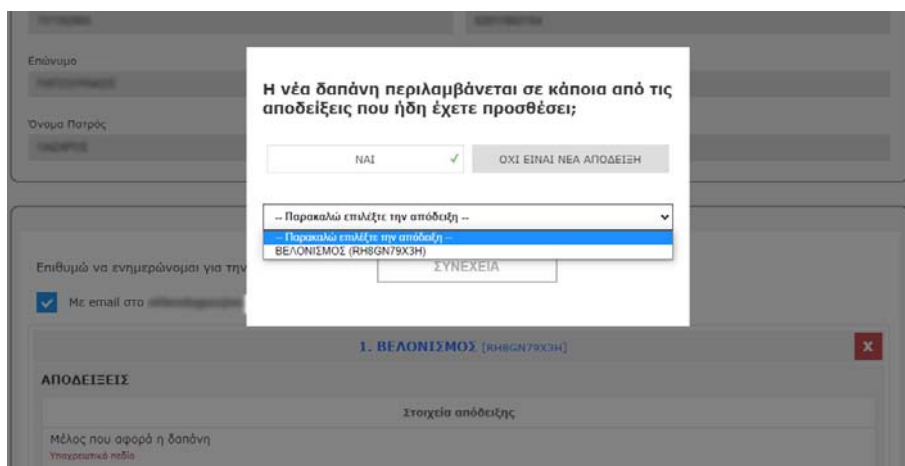 Επώνυμο
Όνομα Πατρός
Η νέα δαπάνη περιλαμβάνεται σε κάποια από τις
αποδείξεις που ήδη έχετε προσθέσει;
ΝΑΙ ✓ ΟΧΙ ΕΙΝΑΙ ΝΕΑ ΑΠΟΔΕΙΞΗ
-- Παρακαλώ επιλέξτε την απόδειξη --
-- Παρακαλώ επιλέξτε την απόδειξη --
ΒΕΛΟΝΙΣΜΟΣ (RH8GN79X3H)
ΣΥΝΕΧΕΙΑ
Επιθυμώ να ενημερώνομαι για την
Με email στο
1. ΒΕΛΟΝΙΣΜΟΣ [RH8GN79X3H] X
ΑΠΟΔΕΙΞΕΙΣ
Στοιχεία απόδειξης
Μέλος που αφορά η δαπάνη
Υποχρεωτικό πεδίο